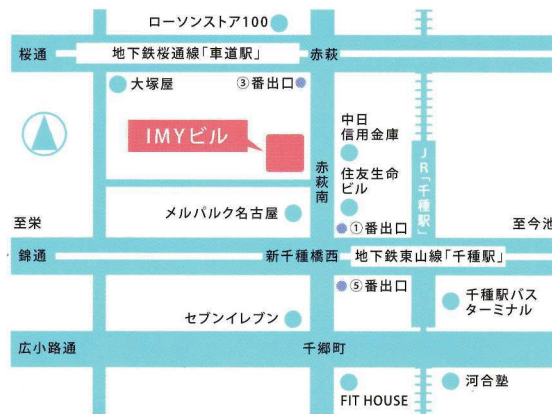 ローソンストア100
桜通
地下鉄桜通線「車道駅」
赤萩
大塚屋
③番出口
IMYビル
中日
信用金庫
住友生命
ビル
赤萩南
JR「千種駅」
メルパルク名古屋
①番出口
至栄
至今池
錦通
新千種橋西
地下鉄東山線「千種駅」
⑤番出口
千種駅バス
ターミナル
セブンイレブン
広小路通
千郷町
FIT HOUSE
河合塾